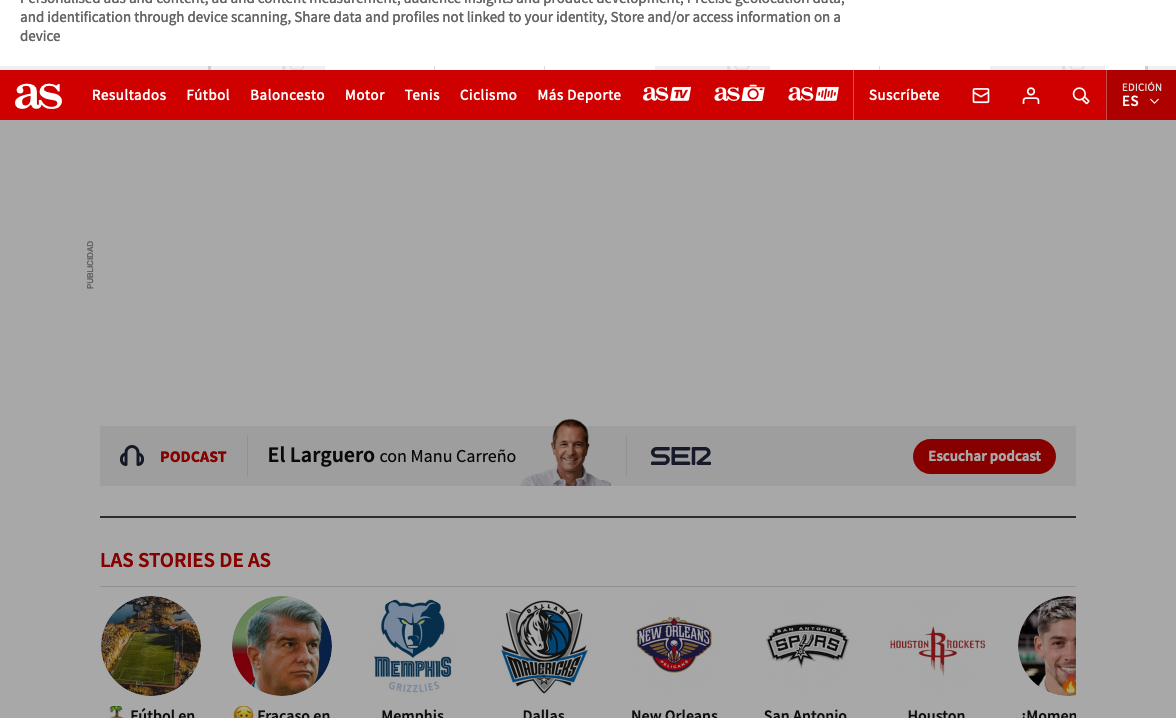 Personalised ads and content, ad and content measurement, audience insights and product development, Precise geolocation data,
and identification through device scanning, Share data and profiles not linked to your identity, Store and/or access information on a
device
as Resultados Fútbol Baloncesto Motor Tenis Ciclismo Más Deporte as TV as as Suscríbete EDICIÓN ES
PUBLICIDAD
PODCAST El Larguero con Manu Carreño SER Escuchar podcast
LAS STORIES DE AS
MEMPHIS GRIZZLIES
DALLAS MAVERICKS
NEW ORLEANS PELICANS
SAN ANTONIO SPURS
HOUSTON ROCKETS
Fútbol en Fracaso en Memphis Dallas New Orleans San Antonio Houston ¡Momen